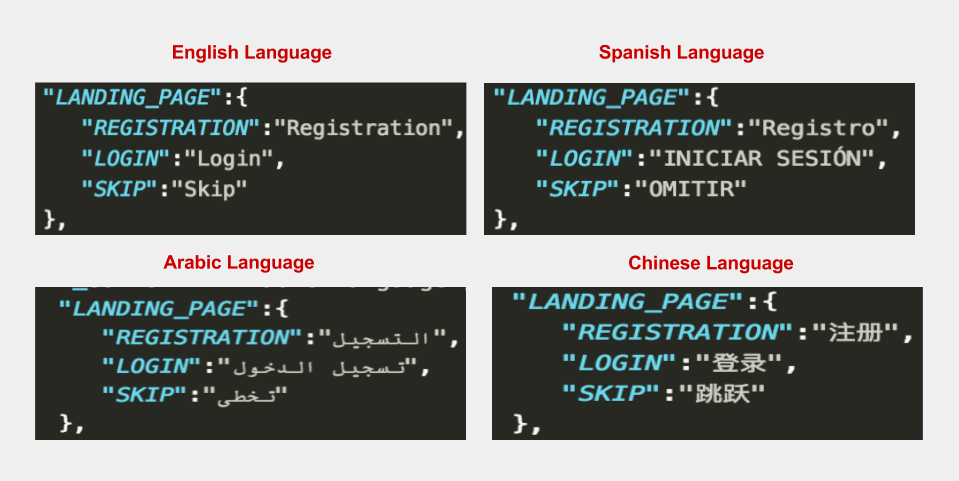 English Language
"LANDING_PAGE":{
"REGISTRATION":"Registration",
"LOGIN":"Login",
"SKIP":"Skip"
},
Spanish Language
"LANDING_PAGE":{
"REGISTRATION":"Registro",
"LOGIN":"INICIAR SESIÓN",
"SKIP":"OMITIR"
},
Arabic Language
"LANDING_PAGE":{
"REGISTRATION":"التسجيل",
"LOGIN":"تسجيل الدخول",
"SKIP":"تخطى"
},
Chinese Language
"LANDING_PAGE":{
"REGISTRATION":"注册",
"LOGIN":"登录",
"SKIP":"跳跃"
},